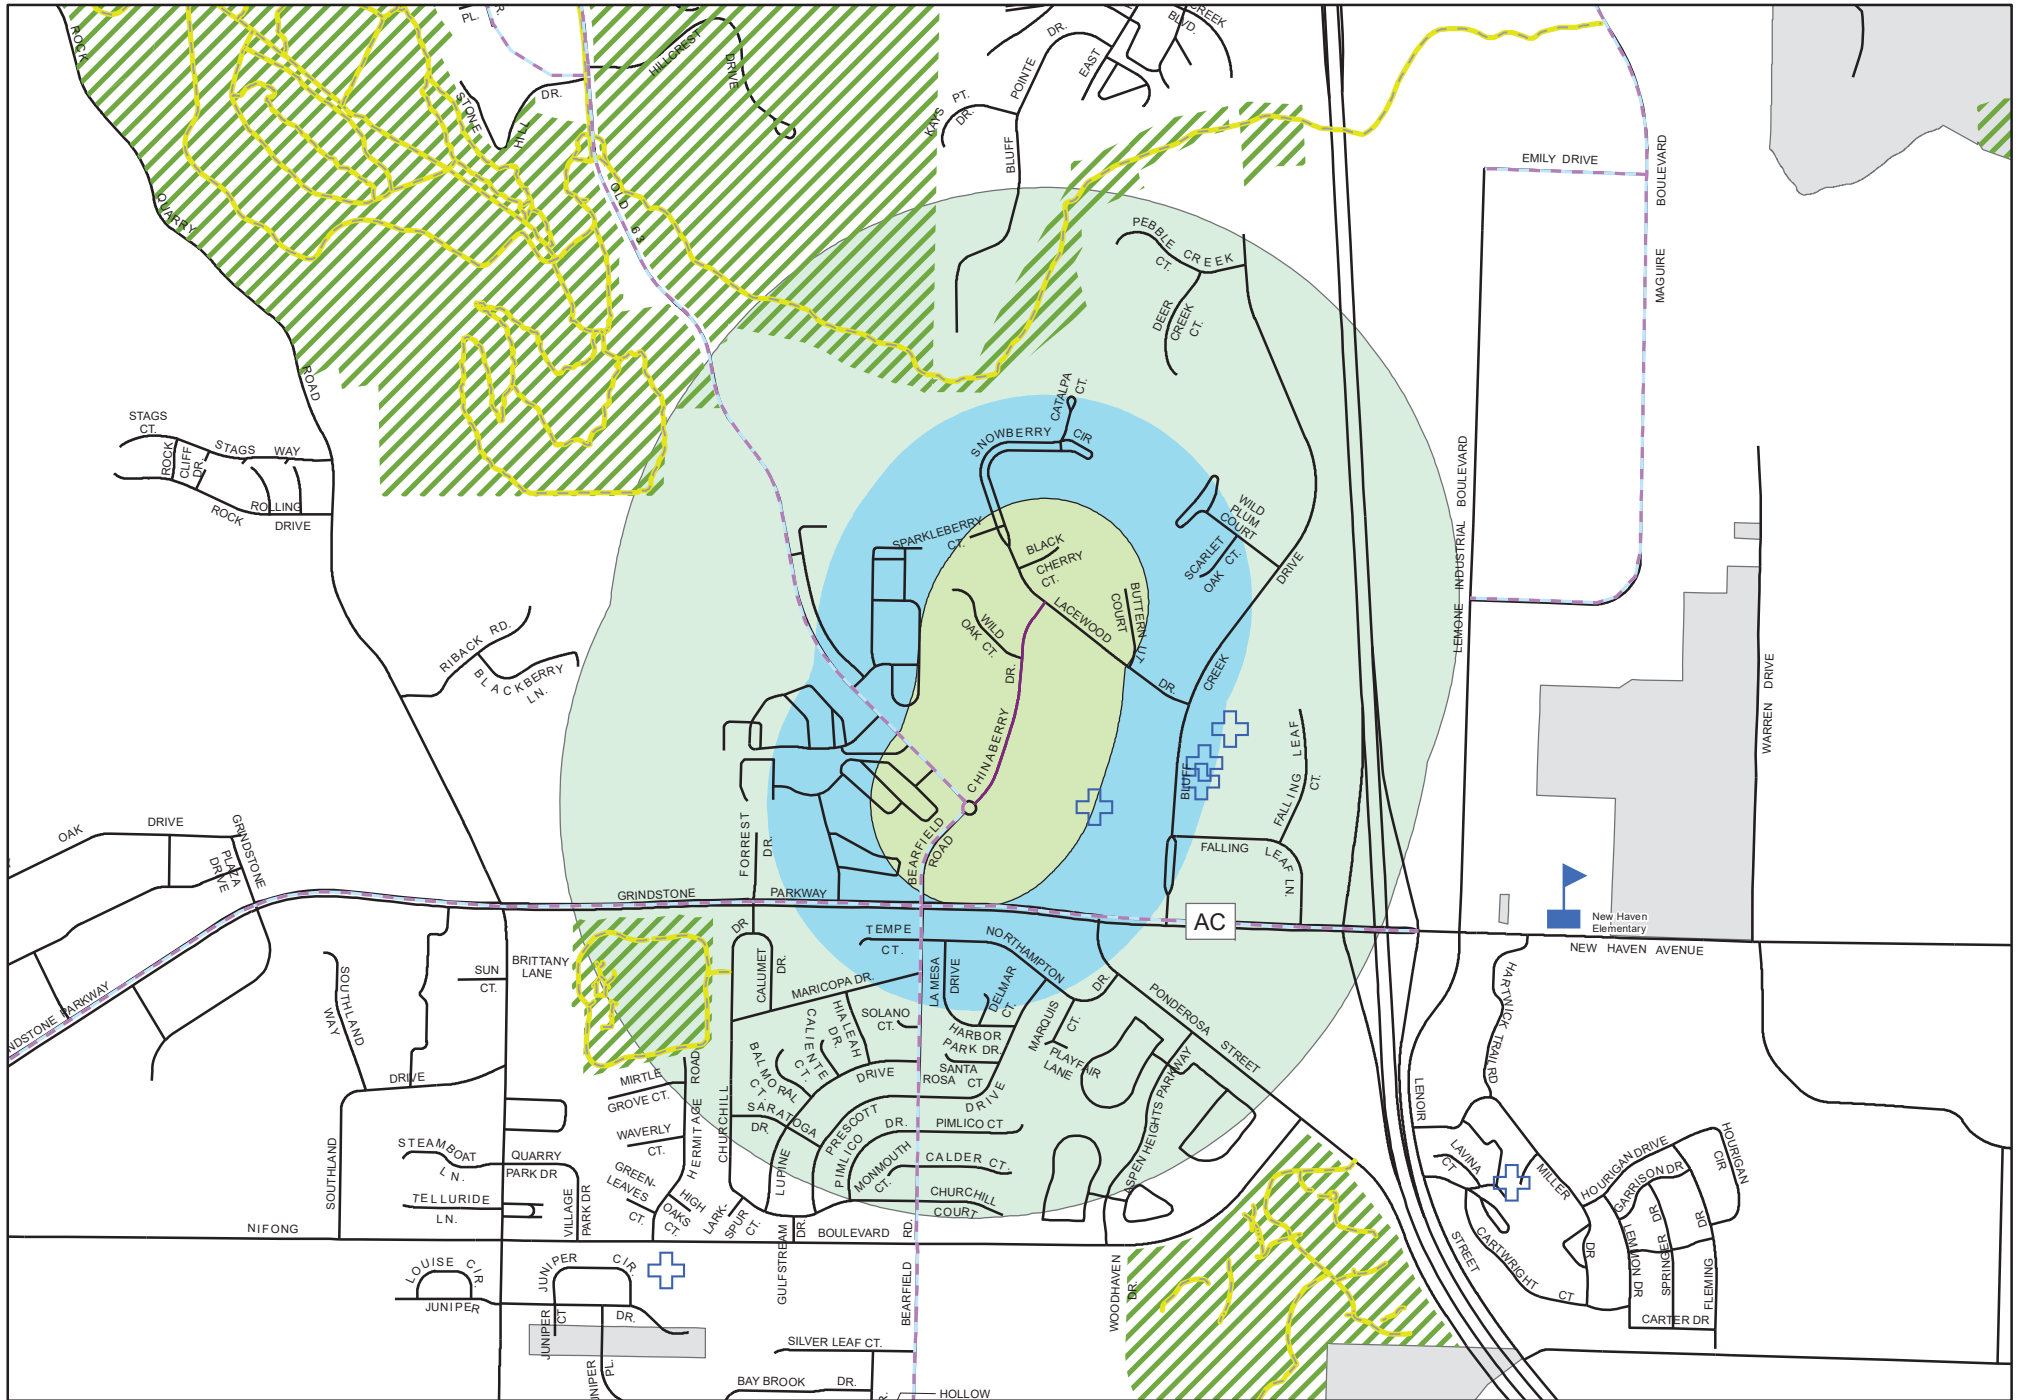 PL.
ROCK
HILLCREST
DRIVE
STONE
HILL
DR.
QUARRY
ROAD
OLD 63
KAYS PT.
DR.
BLUFF
POINTE
DR.
EAST
CREEK
BLVD.
EMILY DRIVE
BOULEVARD
MAGUIRE
PEBBLE
CT.
CREEK
DEER
CREEK
CT.
STAGS
CT.
ROCK
CLIFF
DR.
STAGS WAY
ROLLING
ROCK
DRIVE
CATALPA
CT.
SNOWBERRY
CIR
SPARKLEBERRY
CT.
BLACK
CHERRY
CT.
WILD
PLUM
COURT
SCARLET
OAK CT.
DRIVE
CREEK
BLUFF
LEMONE INDUSTRIAL BOULEVARD
WARREN DRIVE
RIBACK RD.
BLACKBERRY
LN.
WILD
OAK CT.
LACEWOOD
DR.
BUTTERNUT
COURT
CHINABERRY
DR.
BEARFIELD
ROAD
FALLING LEAF
CT.
FALLING
LEAF LN.
OAK
DRIVE
GRINDSTONE
PLAZA
DRIVE
FORREST
DR.
GRINDSTONE
PARKWAY
AC
New Haven
Elementary
NEW HAVEN AVENUE
NDSTONE PARKWAY
SOUTHLAND
WAY
SUN
CT.
BRITTANY
LANE
DR
CALUMET
DR.
MARICOPA DR.
TEMPE
CT.
LA MESA
DRIVE
NORTHAMPTON
DR.
DELMAR
CT.
MARQUIS
CT.
PLAYFAIR
LANE
PONDEROSA
STREET
SOLANO
CT.
HIALEAH
DR.
CALIENTE
CT.
BALMORAL
CT.
DRIVE
HARBOR
PARK DR.
SANTA
ROSA CT
DRIVE
SARATOGA
DR.
PRESCOTT
PIMLICO
DR.
PIMLICO CT
MONMOUTH
CT.
CALDER CT.
CHURCHILL
COURT
LUPINE
CHURCHILL
ASPEN HEIGHTS PARKWAY
DRIVE
SOUTHLAND
MIRTLE
GROVE CT.
HERMITAGE ROAD
WAVERLY
CT.
GREEN-
LEAVES
CT.
HIGH
OAKS
CT.
LARK-
SPUR
CT.
STEAMBOAT
LN.
QUARRY
PARK DR
TELLURIDE
LN.
VILLAGE
PARK DR
NIFONG
BOULEVARD
GULFSTREAM
DR.
BEARFIELD
RD.
WOODHAVEN
DR.
LOUISE CIR.
JUNIPER
JUNIPER CIR.
JUNIPER
CT
DR.
JUNIPER
PL.
SILVER LEAF CT.
BAY BROOK DR.
HOLLOW
HARTWICK TRAIL RD
LENOIR
STREET
LAVINA
CT
MILLER
DR
CARTWRIGHT
CT
HOURIGAN DRIVE
HOURIGAN
CIR
GARRISON DR
LEMMON DR
SPRINGER DR
FLEMING
DR
CARTER DR